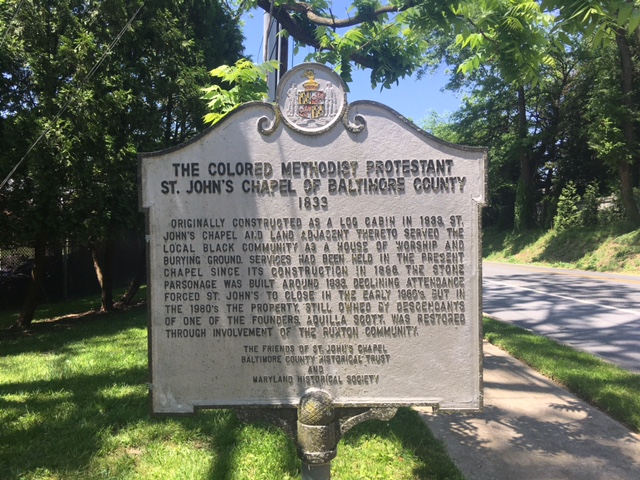 THE COLORED METHODIST PROTESTANT
ST. JOHN'S CHAPEL OF BALTIMORE COUNTY
1833
ORIGINALLY CONSTRUCTED AS A LOG CABIN IN 1833, ST.
JOHN'S CHAPEL AND LAND ADJACENT THERETO SERVED THE
LOCAL BLACK COMMUNITY AS A HOUSE OF WORSHIP AND
BURYING GROUND. SERVICES HAD BEEN HELD IN THE PRESENT
CHAPEL SINCE ITS CONSTRUCTION IN 1886. THE STONE
PARSONAGE WAS BUILT AROUND 1833. DECLINING ATTENDANCE
FORCED ST. JOHN'S TO CLOSE IN THE EARLY 1960'S BUT IN
THE 1980'S THE PROPERTY, STILL OWNED BY DESCENDANTS
OF ONE OF THE FOUNDERS, AQUILLA SCOTT, WAS RESTORED
THROUGH INVOLVEMENT OF THE RUXTON COMMUNITY.
THE FRIENDS OF ST. JOHN'S CHAPEL
BALTIMORE COUNTY HISTORICAL TRUST
AND
MARYLAND HISTORICAL SOCIETY